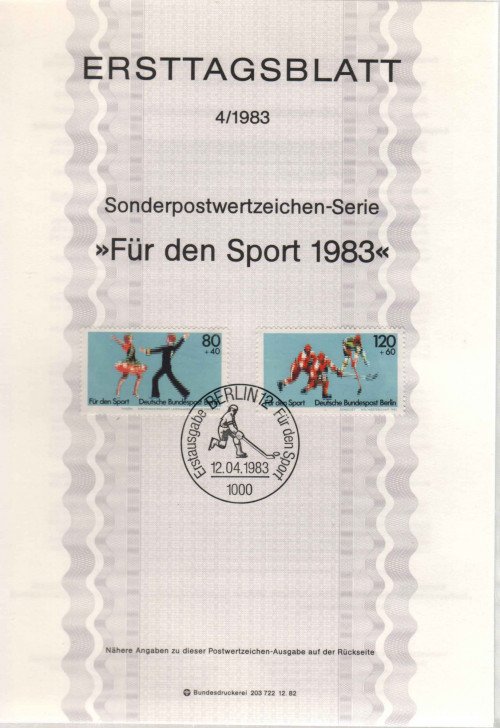 ERSTTAGSBLATT
4/1983
Sonderpostwertzeichen-Serie
»Für den Sport 1983«
80
+40
Für den Sport Deutsche Bundespost Berlin
120
+60
Für den Sport Deutsche Bundespost Berlin
Erstausgabe BERLIN 12 Für den Sport
12.04.1983
1000
Nähere Angaben zu dieser Postwertzeichen-Ausgabe auf der Rückseite
Bundesdruckerei 203 722 12.82